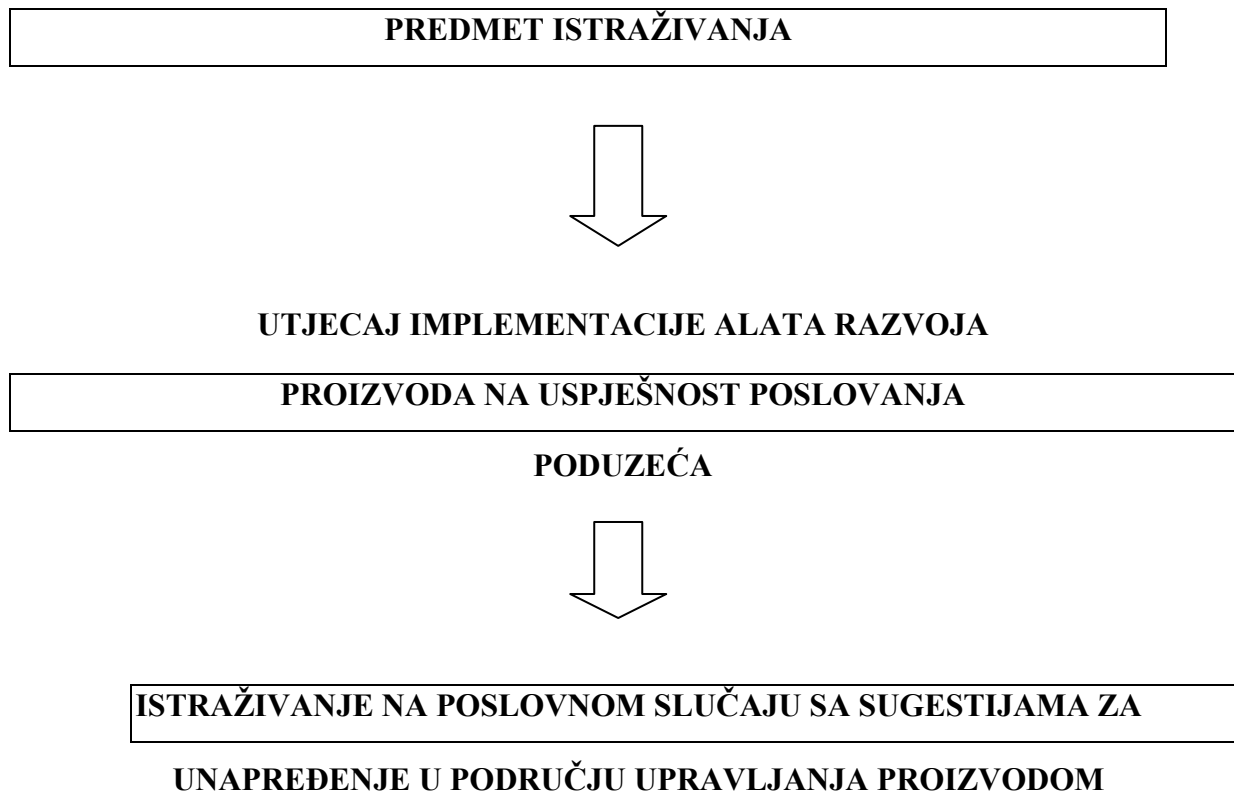 PREDMET ISTRAŽIVANJA
UTJECAJ IMPLEMENTACIJE ALATA RAZVOJA
PROIZVODA NA USPJEŠNOST POSLOVANJA
PODUZEĆA
ISTRAŽIVANJE NA POSLOVNOM SLUČAJU SA SUGESTIJAMA ZA
UNAPREĐENJE U PODRUČJU UPRAVLJANJA PROIZVODOM